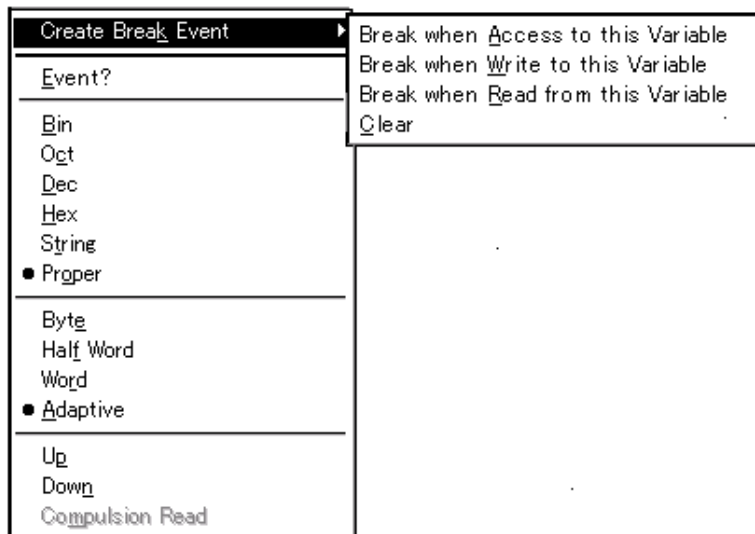 Create Break Event
Break when Access to this Variable
Break when Write to this Variable
Break when Read from this Variable
Clear
Event?
Bin
Oct
Dec
Hex
String
● Proper
Byte
Half Word
Word
● Adaptive
Up
Down
Compulsion Read